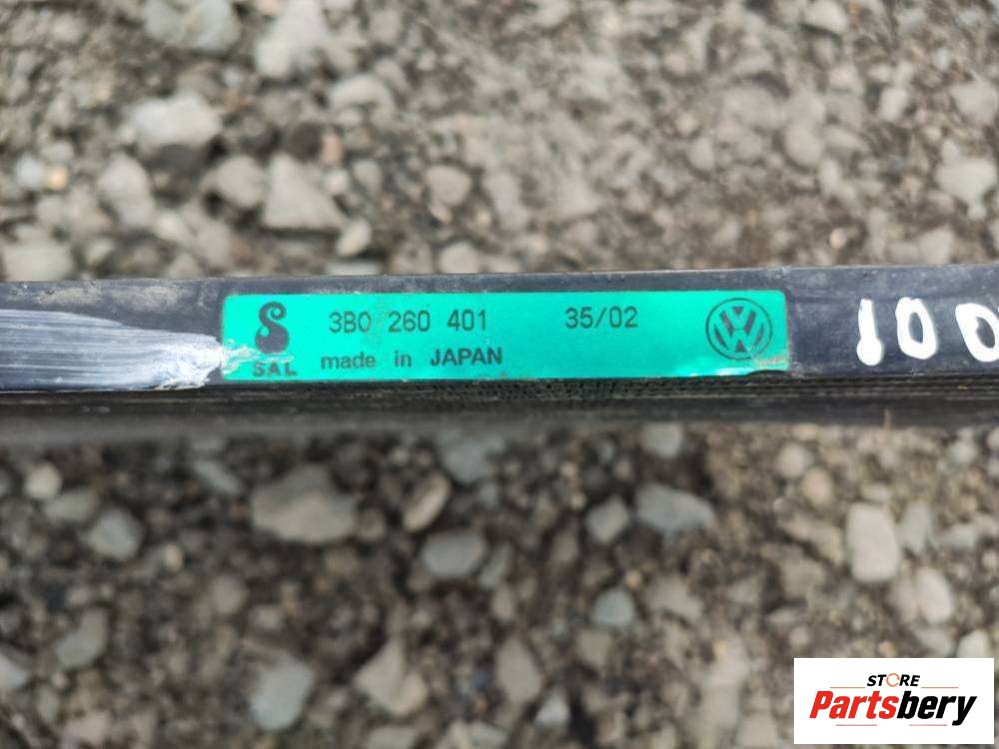 3B0 260 401 35/02
SAL made in JAPAN
100
STORE
Partsbery